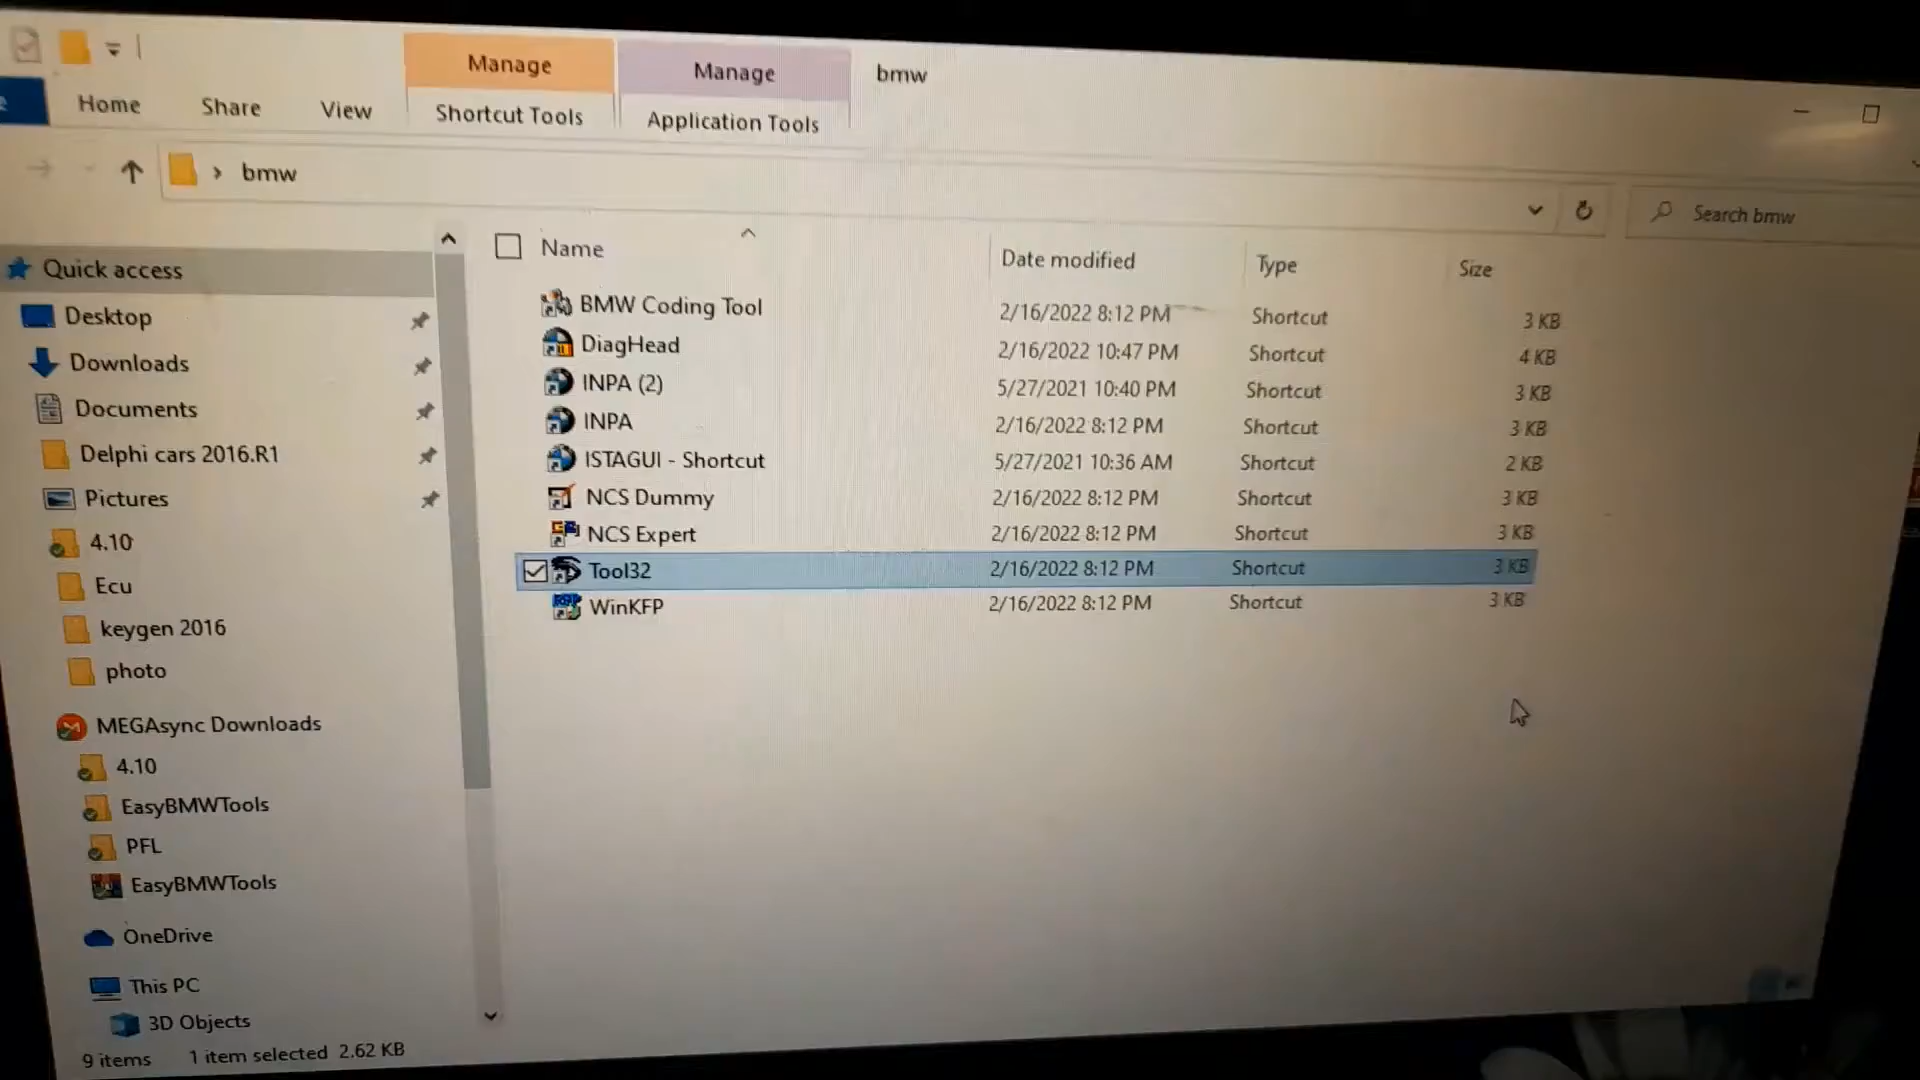 Manage
Manage
bmw
Home
Share
View
Shortcut Tools
Application Tools
bmw
Search bmw
Name
Date modified
Type
Size
BMW Coding Tool 2/16/2022 8:12 PM Shortcut 3 KB
DiagHead 2/16/2022 10:47 PM Shortcut 4 KB
INPA (2) 5/27/2021 10:40 PM Shortcut 3 KB
INPA 2/16/2022 8:12 PM Shortcut 3 KB
ISTAGUI - Shortcut 5/27/2021 10:36 AM Shortcut 2 KB
NCS Dummy 2/16/2022 8:12 PM Shortcut 3 KB
NCS Expert 2/16/2022 8:12 PM Shortcut 3 KB
Tool32 2/16/2022 8:12 PM Shortcut 3 KB
WinKFP 2/16/2022 8:12 PM Shortcut 3 KB
Quick access
Desktop
Downloads
Documents
Delphi cars 2016.R1
Pictures
4.10
Ecu
keygen 2016
photo
MEGAsync Downloads
4.10
EasyBMWTools
PFL
EasyBMWTools
OneDrive
This PC
3D Objects
9 items 1 item selected 2.62 KB